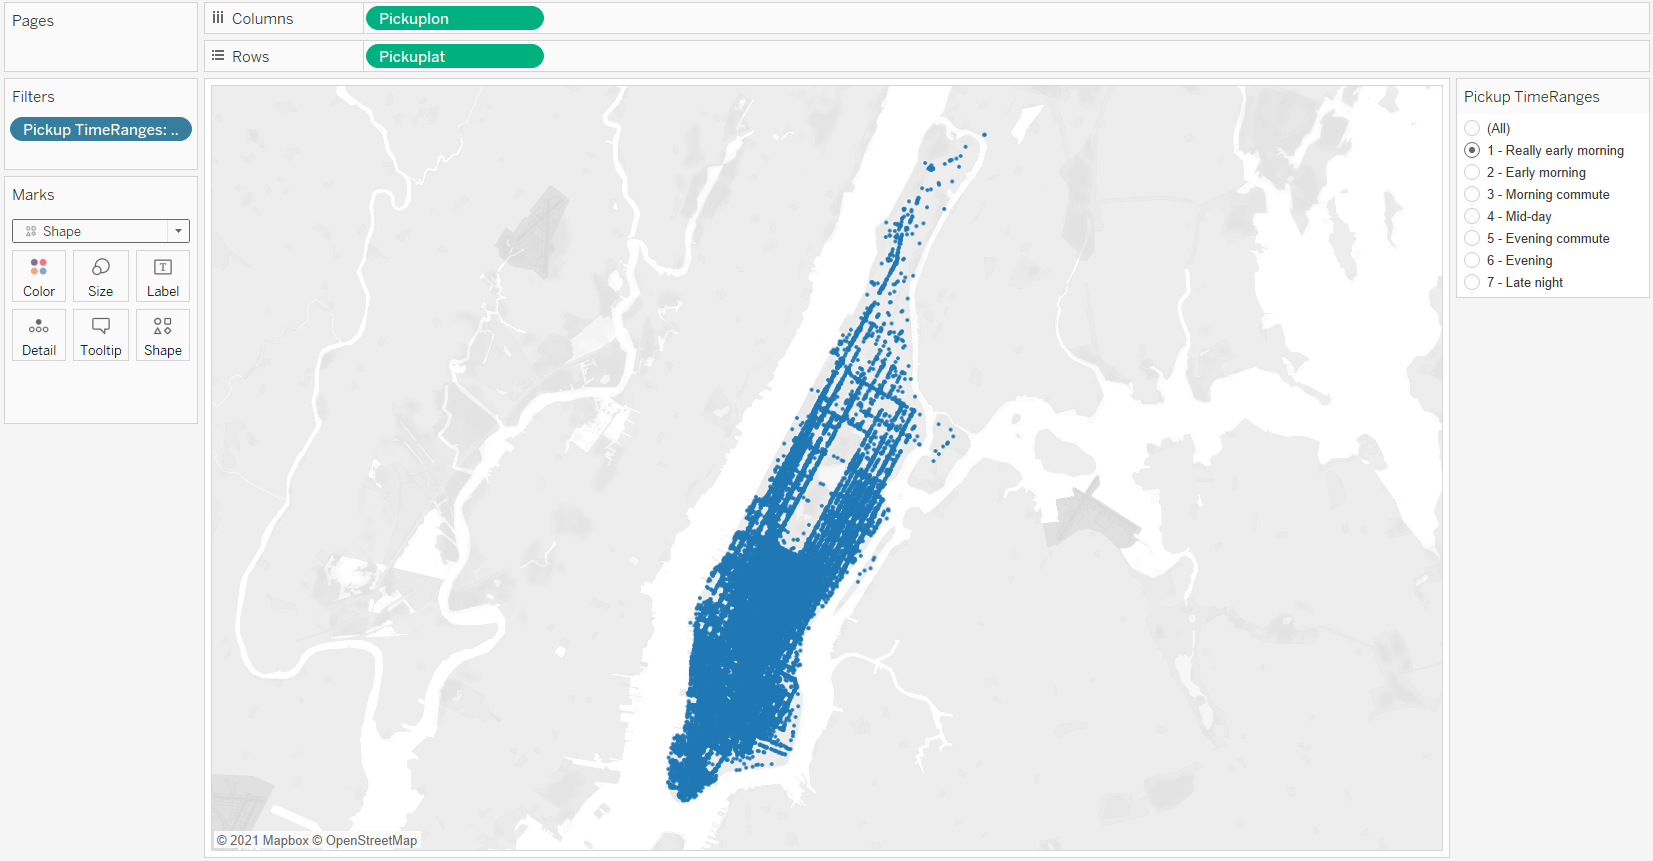 Pages
Columns
Pickuplon
Rows
Pickuplat
Filters
Pickup TimeRanges: ..
Marks
Shape
Color
Size
Label
Detail
Tooltip
Shape
© 2021 Mapbox © OpenStreetMap
Pickup TimeRanges
(All)
1 - Really early morning
2 - Early morning
3 - Morning commute
4 - Mid-day
5 - Evening commute
6 - Evening
7 - Late night